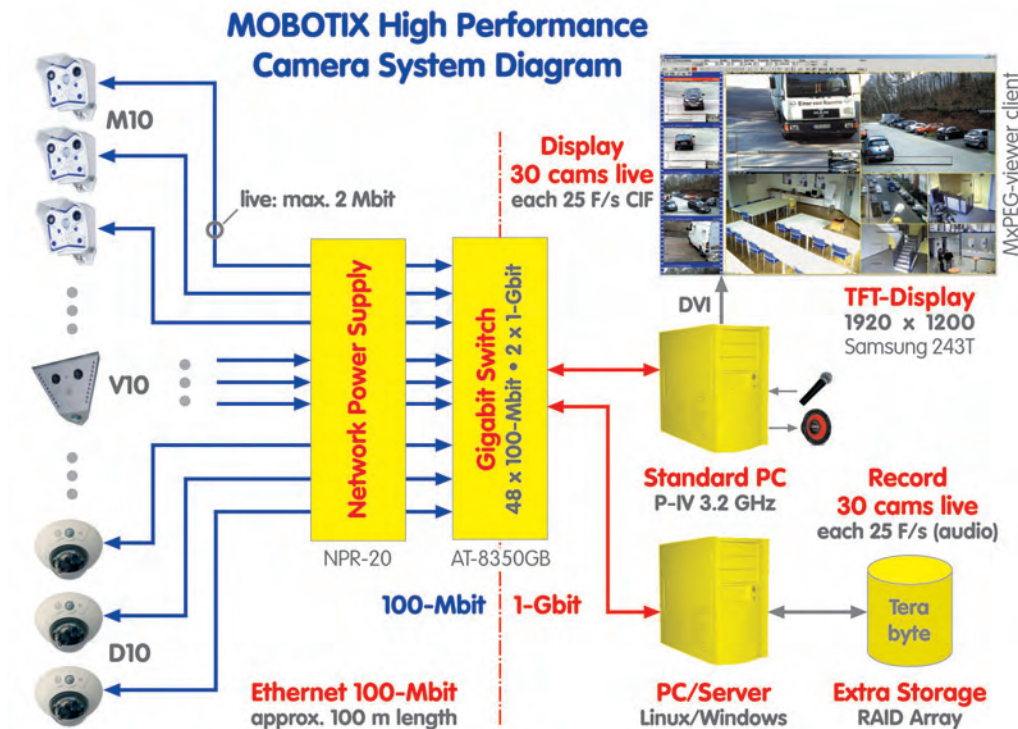 MOBOTIX High Performance
Camera System Diagram
M10
live: max. 2 Mbit
Display
30 cams live
each 25 F/s CIF
MxPEG-viewer client
DVI
TFT-Display
1920 x 1200
Samsung 243T
V10
Network Power Supply
Gigabit Switch
48 x 100-Mbit • 2 x 1-Gbit
NPR-20
AT-8350GB
Standard PC
P-IV 3.2 GHz
Record
30 cams live
each 25 F/s (audio)
100-Mbit
1-Gbit
Tera
byte
D10
Ethernet 100-Mbit
approx. 100 m length
PC/Server
Linux/Windows
Extra Storage
RAID Array